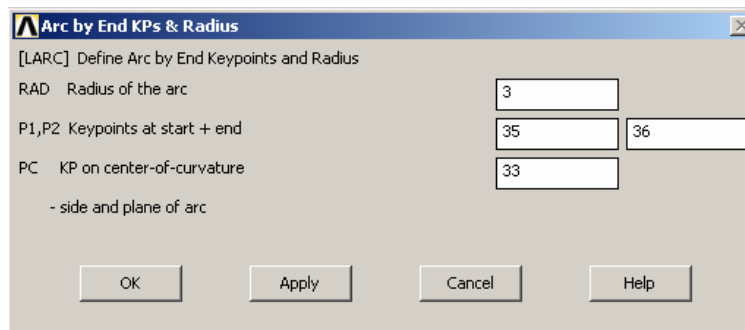 Arc by End KPs & Radius
[LARC] Define Arc by End Keypoints and Radius
RAD Radius of the arc 3
P1,P2 Keypoints at start + end 35 36
PC KP on center-of-curvature 33
- side and plane of arc
OK Apply Cancel Help